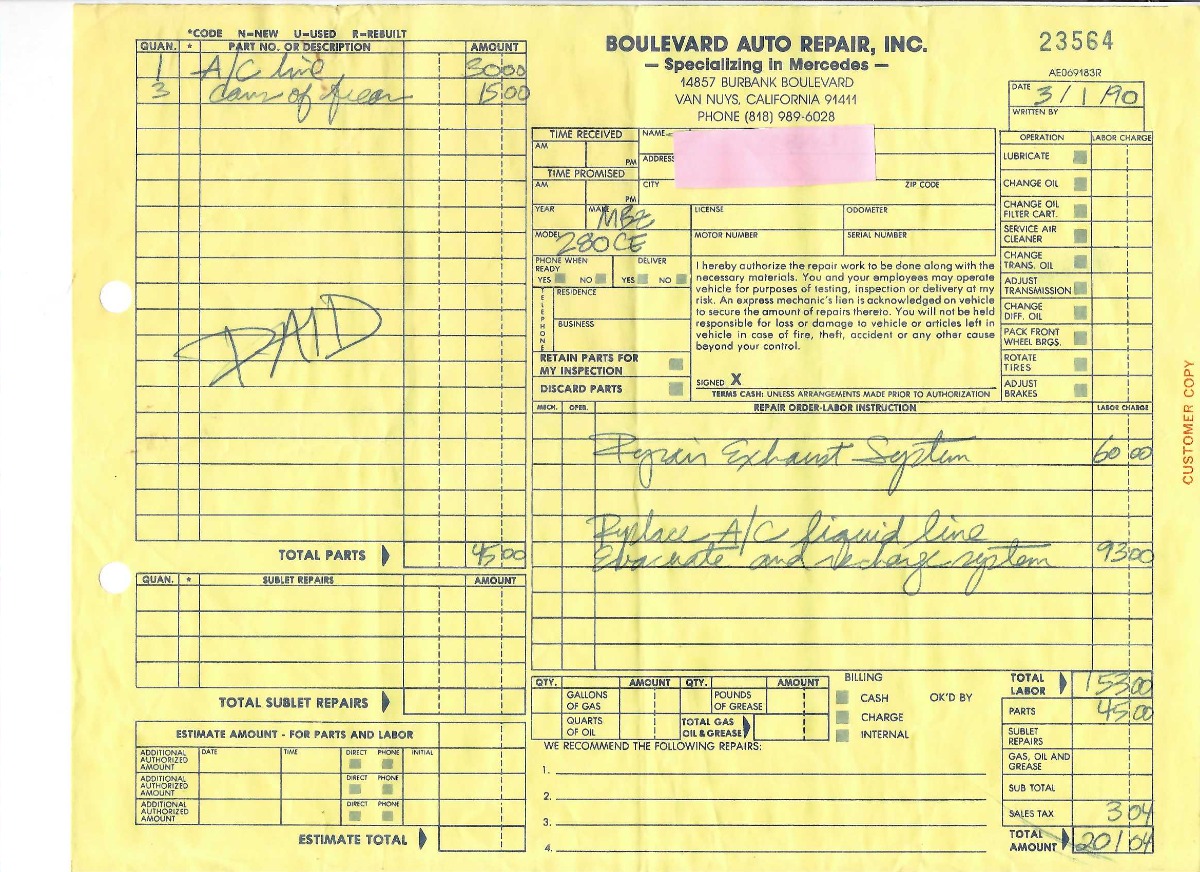 *CODE N=NEW U=USED R=REBUILT
QUAN. * PART NO. OR DESCRIPTION AMOUNT
1 A/C line 30 00
3 cans of freon 15 00
PAID
TOTAL PARTS 45 00
QUAN. * SUBLET REPAIRS AMOUNT
TOTAL SUBLET REPAIRS
ESTIMATE AMOUNT - FOR PARTS AND LABOR
ADDITIONAL AUTHORIZED AMOUNT DATE TIME DIRECT PHONE INITIAL
ADDITIONAL AUTHORIZED AMOUNT DIRECT PHONE
ADDITIONAL AUTHORIZED AMOUNT DIRECT PHONE
ESTIMATE TOTAL
BOULEVARD AUTO REPAIR, INC.
— Specializing in Mercedes —
14857 BURBANK BOULEVARD
VAN NUYS, CALIFORNIA 91411
PHONE (818) 989-6028
23564
AE069183R
DATE 3/1/90
WRITTEN BY
TIME RECEIVED
AM
PM
TIME PROMISED
AM
PM
NAME
ADDRESS
CITY ZIP CODE
YEAR MAKE MBZ LICENSE ODOMETER
MODEL 280CE MOTOR NUMBER SERIAL NUMBER
PHONE WHEN READY DELIVER
YES NO YES NO
TELEPHONE
RESIDENCE
BUSINESS
RETAIN PARTS FOR
MY INSPECTION
DISCARD PARTS
I hereby authorize the repair work to be done along with the
necessary materials. You and your employees may operate
vehicle for purposes of testing, inspection or delivery at my
risk. An express mechanic's lien is acknowledged on vehicle
to secure the amount of repairs thereto. You will not be held
responsible for loss or damage to vehicle or articles left in
vehicle in case of fire, theft, accident or any other cause
beyond your control.
SIGNED X
TERMS CASH: UNLESS ARRANGEMENTS MADE PRIOR TO AUTHORIZATION
OPERATION LABOR CHARGE
LUBRICATE
CHANGE OIL
CHANGE OIL
FILTER CART.
SERVICE AIR
CLEANER
CHANGE
TRANS. OIL
ADJUST
TRANSMISSION
CHANGE
DIFF. OIL
PACK FRONT
WHEEL BRGS.
ROTATE
TIRES
ADJUST
BRAKES
MECH. OPER. REPAIR ORDER-LABOR INSTRUCTION LABOR CHARGE
Repair Exhaust System 60 00
Replace A/C liquid line
Evacuate and recharge system 93 00
QTY. AMOUNT QTY. AMOUNT
GALLONS OF GAS POUNDS OF GREASE
QUARTS OF OIL TOTAL GAS OIL & GREASE
BILLING
CASH OK'D BY
CHARGE
INTERNAL
WE RECOMMEND THE FOLLOWING REPAIRS:
1.
2.
3.
4.
TOTAL LABOR 153 00
PARTS 45 00
SUBLET REPAIRS
GAS, OIL AND GREASE
SUB TOTAL
SALES TAX 3 04
TOTAL AMOUNT 201 04
CUSTOMER COPY